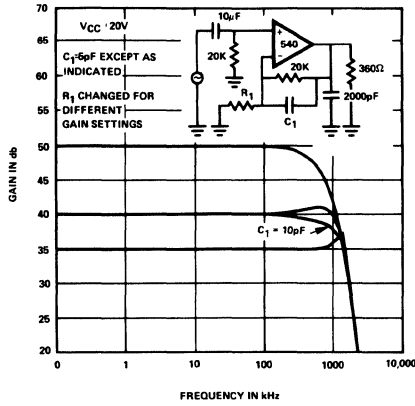 VCC · 20V
C1=5pF EXCEPT AS
INDICATED.
R1 CHANGED FOR
DIFFERENT
GAIN SETTINGS
10μF
20K
+
–
540
20K
R1
C1
360Ω
2000pF
GAIN IN db
70
65
60
55
50
45
40
35
30
25
20
C1 = 10pF
0
1
10
100
1000
10,000
FREQUENCY IN kHz